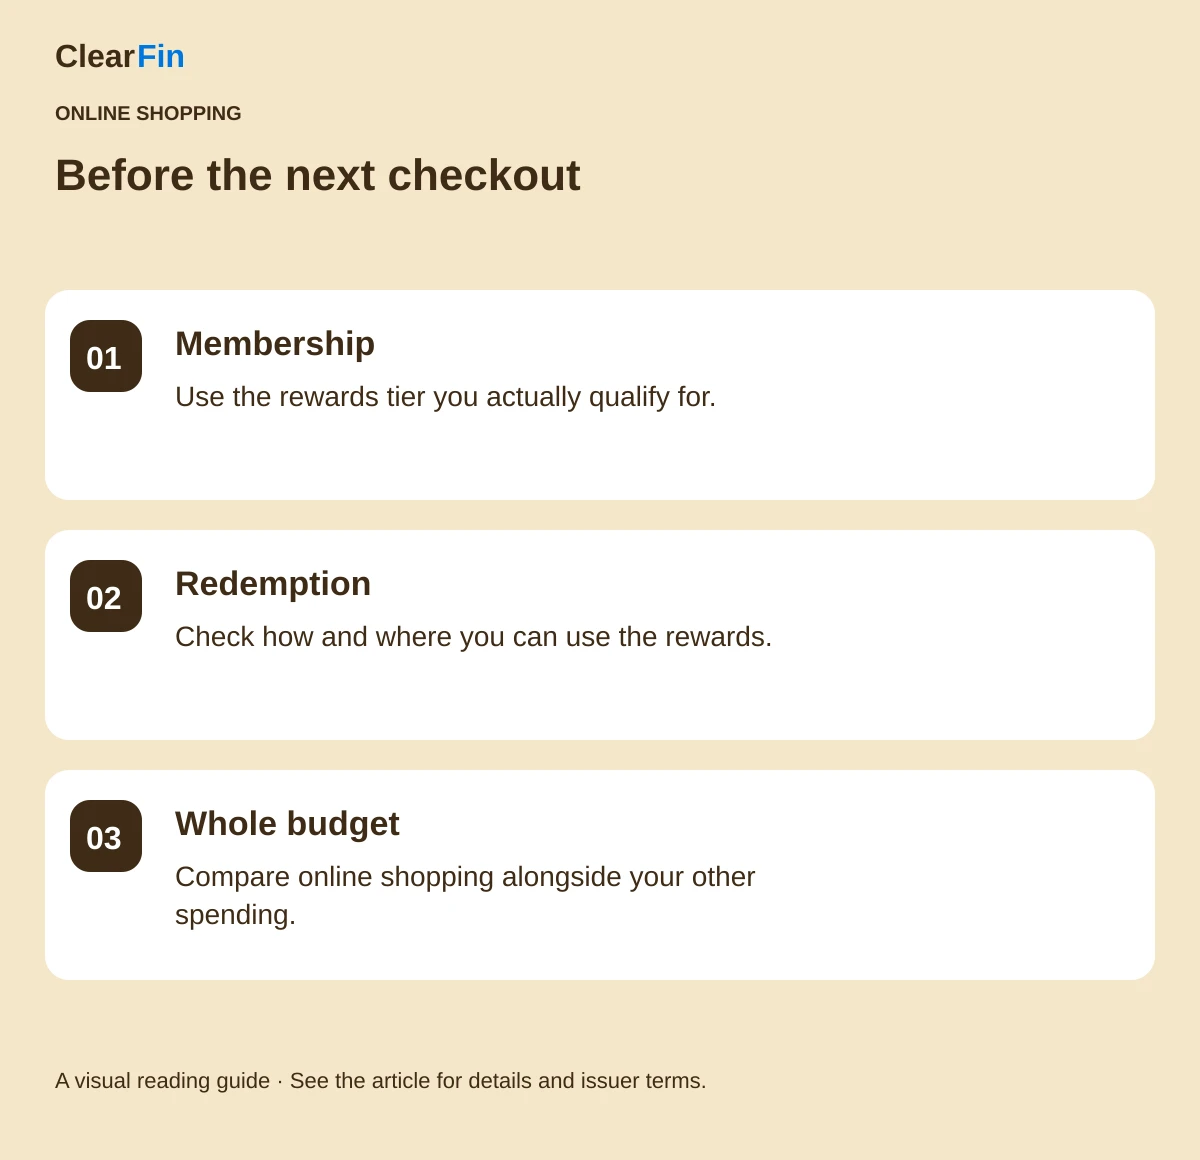 ClearFin
ONLINE SHOPPING
Before the next checkout
01
Membership
Use the rewards tier you actually qualify for.
02
Redemption
Check how and where you can use the rewards.
03
Whole budget
Compare online shopping alongside your other
spending.
A visual reading guide · See the article for details and issuer terms.